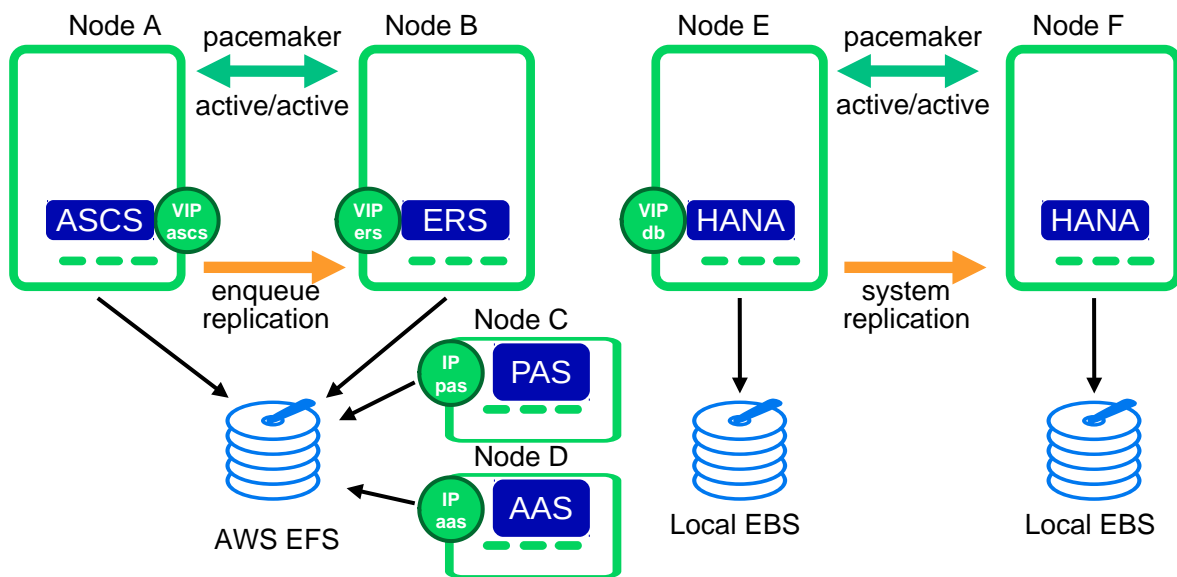 Node A
Node B
Node E
Node F
pacemaker
active/active
pacemaker
active/active
ASCS
VIP
ascs
VIP
ers
ERS
VIP
db
HANA
HANA
enqueue
replication
system
replication
Node C
IP
pas
PAS
Node D
IP
aas
AAS
AWS EFS
Local EBS
Local EBS